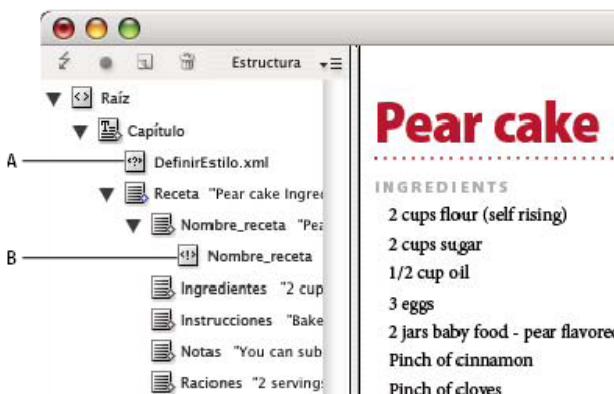 Estructura
Raíz
Capítulo
A
DefinirEstilo.xml
Receta "Pear cake Ingre
Nombre_receta "Pea
B
Nombre_receta
Ingredientes "2 cup
Instrucciones "Bake
Notas "You can sub
Raciones "2 serving
Pear cake
INGREDIENTS
2 cups flour (self rising)
2 cups sugar
1/2 cup oil
3 eggs
2 jars baby food - pear flavored
Pinch of cinnamon
Pinch of cloves